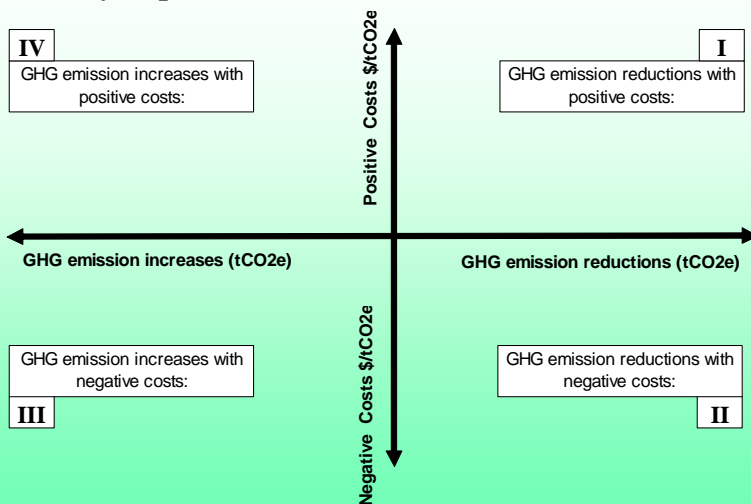 IV
GHG emission increases with
positive costs:
Positive Costs $/tCO2e
I
GHG emission reductions with
positive costs:
GHG emission increases (tCO2e)
GHG emission reductions (tCO2e)
GHG emission increases with
negative costs:
III
Negative Costs $/tCO2e
GHG emission reductions with
negative costs:
II